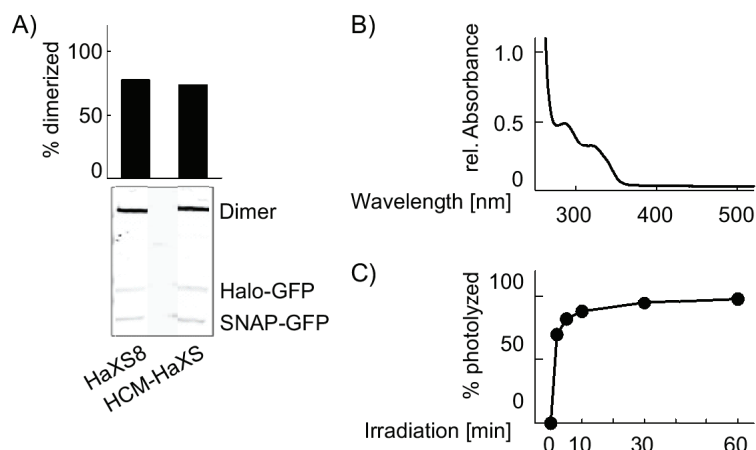 A)
% dimerized
100
50
0
Dimer
Halo-GFP
SNAP-GFP
HaXS8
HCM-HaXS
B)
rel. Absorbance
1.0
0.5
0
Wavelength [nm]
300 400 500
C)
% photolyzed
100
50
0
Irradiation [min]
0 10 30 60